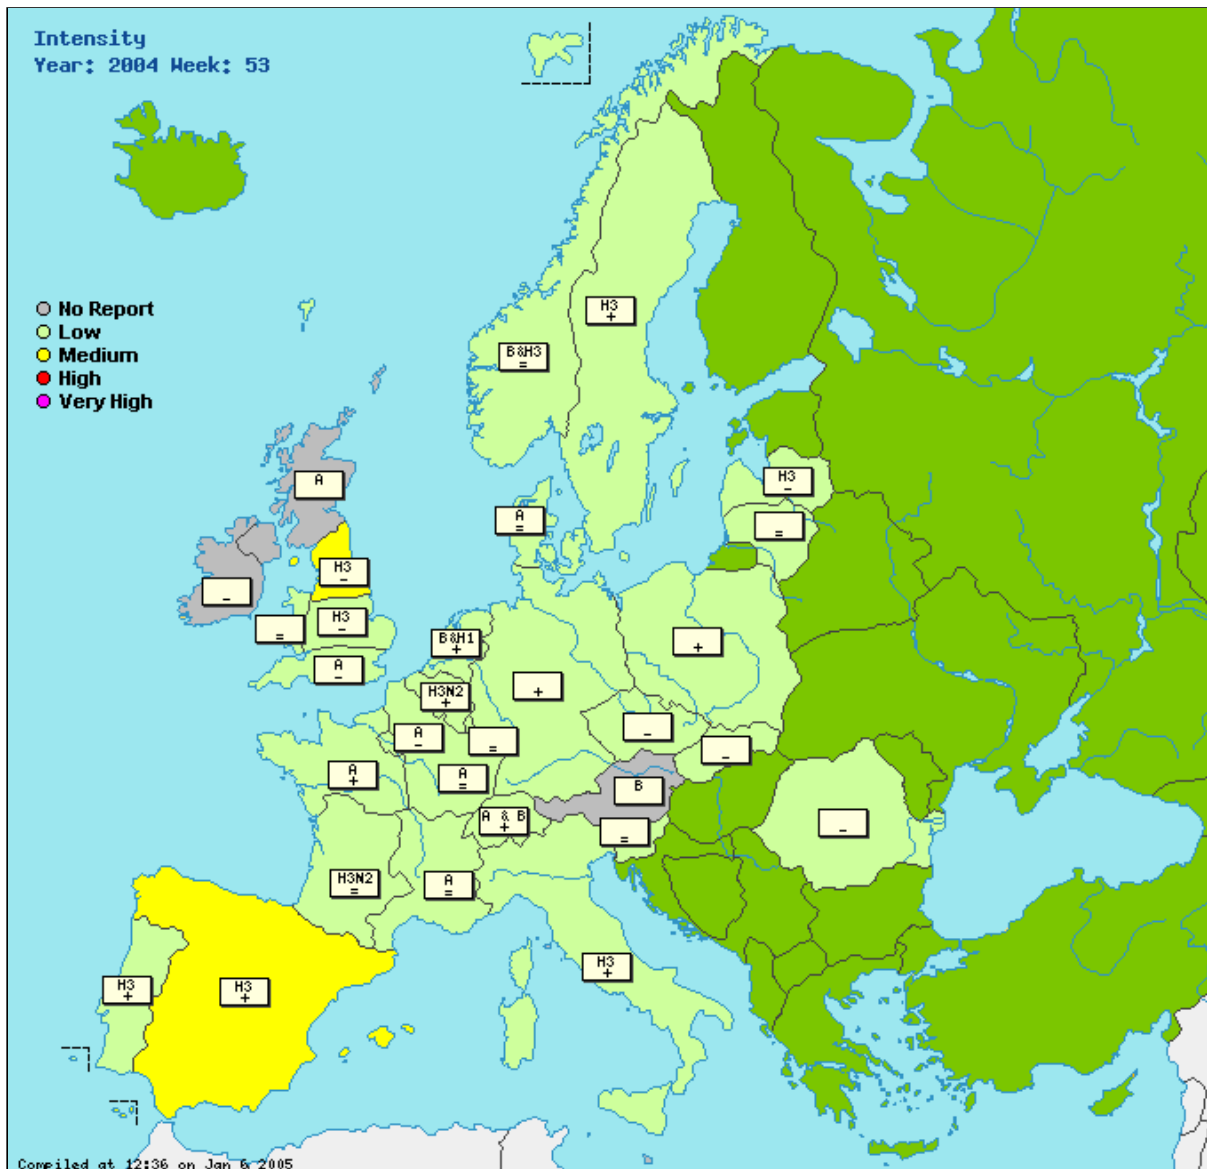 Intensity
Year: 2004 Week: 53
No Report
Low
Medium
High
Very High
H3
+
B &H3
=
A
H3
-
A
=
=
H3
-
-
=
H3
-
B &H1
+
+
A
-
H3N2
+
+
A
-
=
-
-
A
+
A
=
B
A & B
+
=
-
H3N2
=
A
=
H3
+
H3
+
H3
+
Compiled at 12:36 on Jan 6 2005